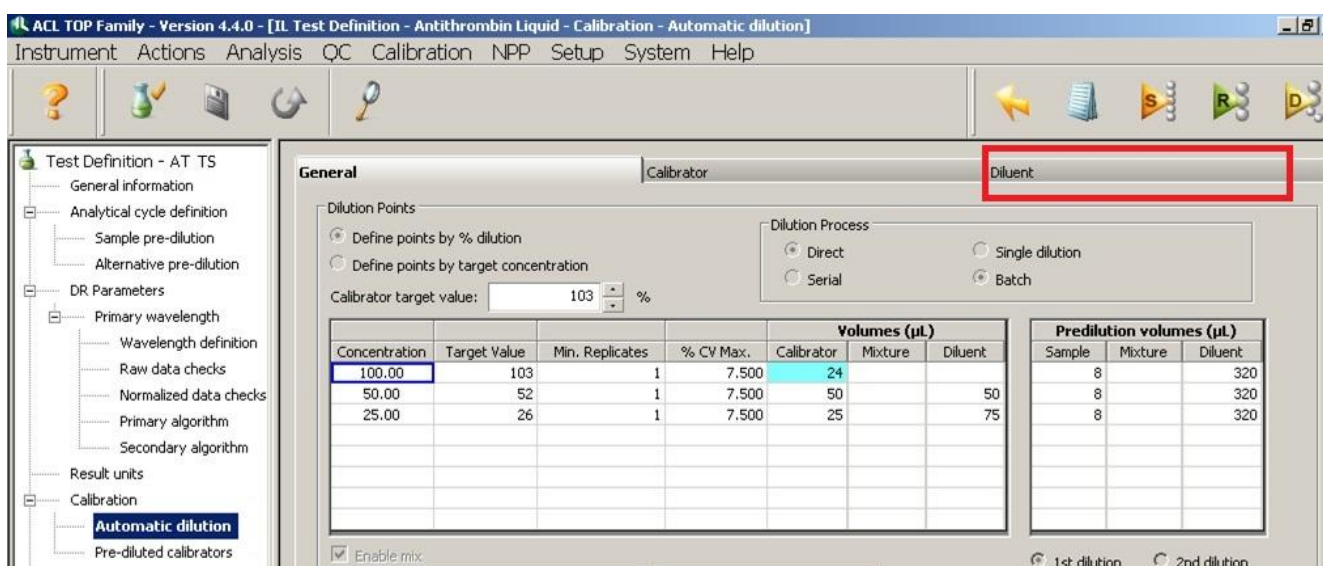 ACL TOP Family - Version 4.4.0 - [IL Test Definition - Antithrombin Liquid - Calibration - Automatic dilution]
Instrument Actions Analysis QC Calibration NPP Setup System Help
S R D
Test Definition - AT TS
General information
Analytical cycle definition
Sample pre-dilution
Alternative pre-dilution
DR Parameters
Primary wavelength
Wavelength definition
Raw data checks
Normalized data checks
Primary algorithm
Secondary algorithm
Result units
Calibration
Automatic dilution
Pre-diluted calibrators
General Calibrator Diluent
Dilution Points
Define points by % dilution
Define points by target concentration
Calibrator target value: 103 %
Dilution Process
Direct Single dilution
Serial Batch
Volumes (µL)
Concentration Target Value Min. Replicates % CV Max. Calibrator Mixture Diluent
100.00 103 1 7.500 24
50.00 52 1 7.500 50 50
25.00 26 1 7.500 25 75
Predilution volumes (µL)
Sample Mixture Diluent
8 320
8 320
8 320
Enable mix
1st dilution 2nd dilution